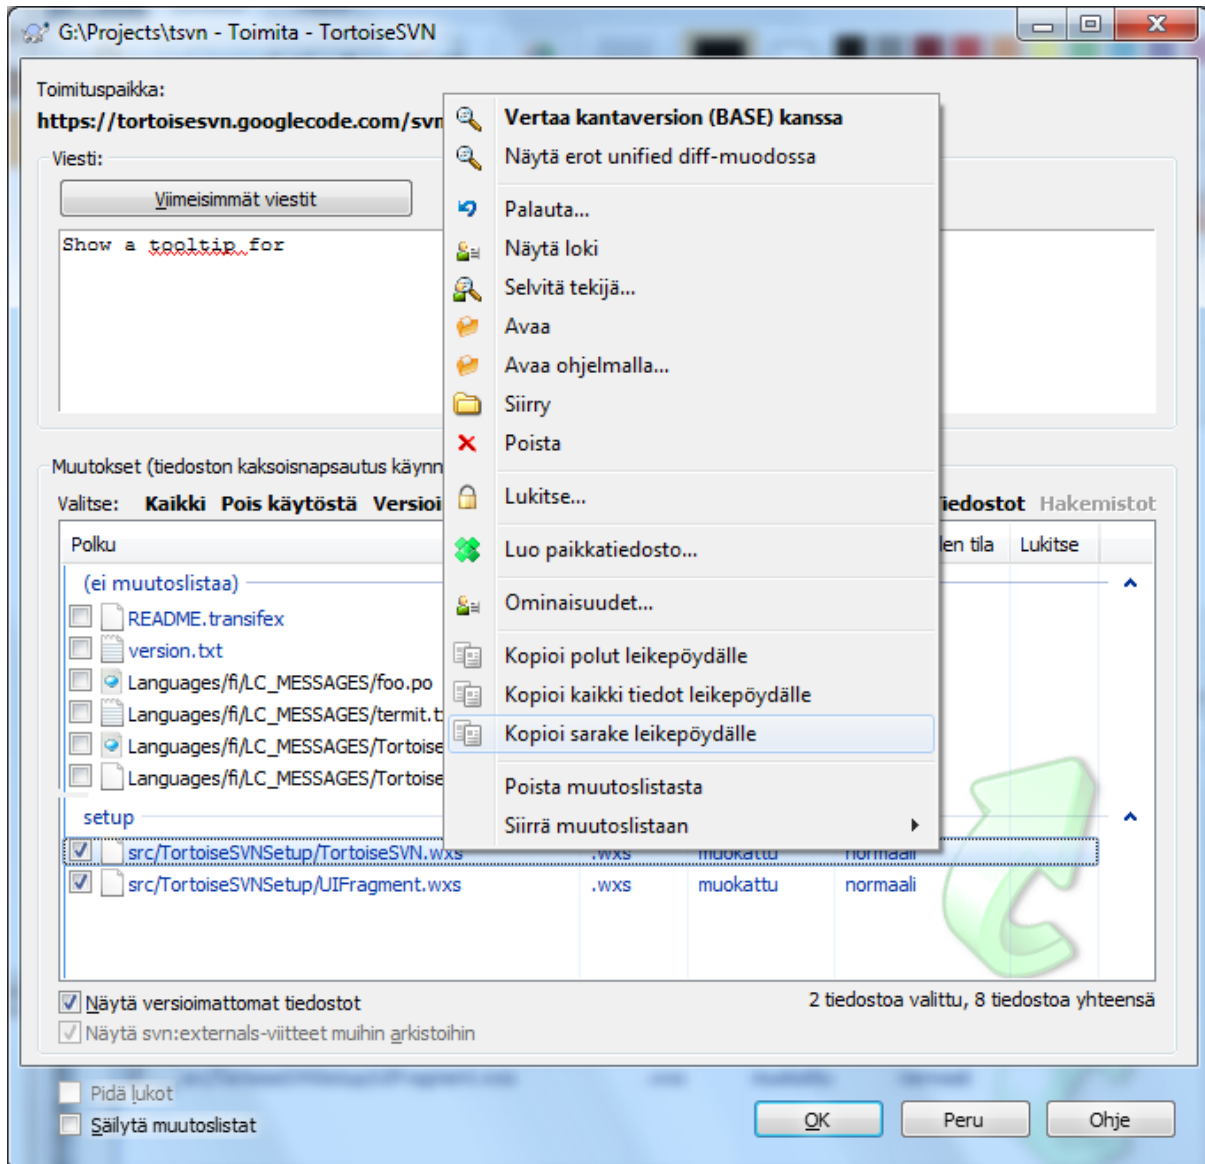 G:\Projects\tsvn - Toimita - TortoiseSVN
Toimituspaikka:
https://tortoisesvn.googlecode.com/svn
Viesti:
Viimeisimmät viestit
Show a tooltip for
Vertaa kantaversion (BASE) kanssa
Näytä erot unified diff-muodossa
Palauta...
Näytä loki
Selvitä tekijä...
Avaa
Avaa ohjelmalla...
Siirry
Poista
Lukitse...
Luo paikkatiedosto...
Ominaisuudet...
Kopioi polut leikepöydälle
Kopioi kaikki tiedot leikepöydälle
Kopioi sarake leikepöydälle
Poista muutoslistasta
Siirrä muutoslistaan
Muutokset (tiedoston kaksoisnapsautus käynn
Valitse: Kaikki Pois käytöstä Versioi iedostot Hakemistot
Polku len tila Lukitse
(ei muutoslistaa)
README.transifex
version.txt
Languages/fi/LC_MESSAGES/foo.po
Languages/fi/LC_MESSAGES/termit.t
Languages/fi/LC_MESSAGES/Tortoise
Languages/fi/LC_MESSAGES/Tortoise
setup
src/TortoiseSVNSetup/TortoiseSVN.wxs .wxs muokattu normaali
src/TortoiseSVNSetup/UIFragment.wxs .wxs muokattu normaali
Näytä versioimattomat tiedostot 2 tiedostoa valittu, 8 tiedostoa yhteensä
Näytä svn:externals-viitteet muihin arkistoihin
Pidä lukot
Säilytä muutoslistat
OK Peru Ohje